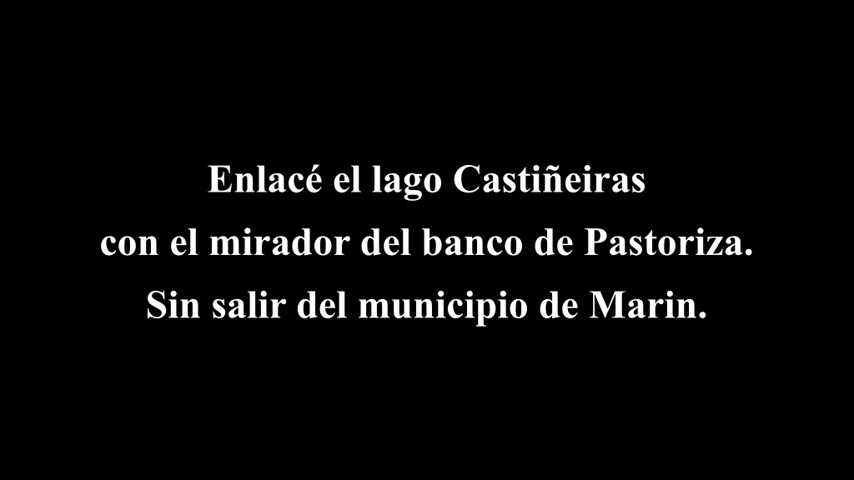 Enlacé el lago Castiñeiras
con el mirador del banco de Pastoriza.
Sin salir del municipio de Marin.